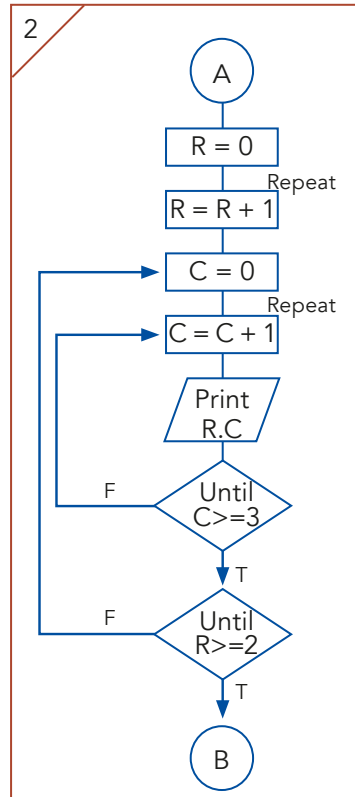 2
A
R = 0
Repeat
R = R + 1
C = 0
Repeat
C = C + 1
Print
R.C
Until
C>=3
F
T
Until
R>=2
F
T
B